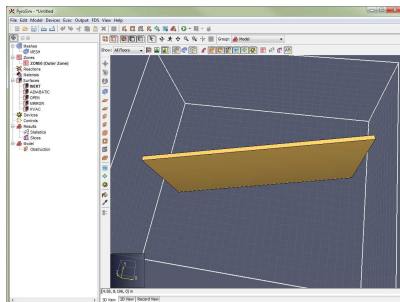 PyroSim - *Untitled
File Edit Model Devices Evac Output FDS View Help
Group: Model
Show: All Floors
Meshes
MESH
Zones
ZONE00 (Outer Zone)
Reactions
Materials
Surfaces
INERT
ADIABATIC
OPEN
MIRROR
HVAC
Devices
Controls
Results
Statistics
Slices
Model
Obstruction
3D View 2D View Record View